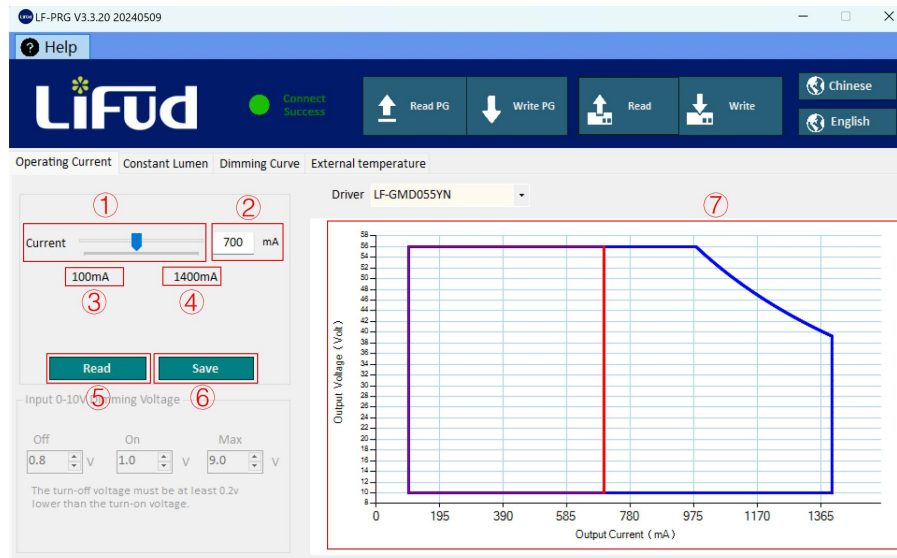 Lifud LF-PRG V3.3.20 20240509
? Help
LiFud
Connect Success
Read PG
Write PG
Read
Write
Chinese
English
Operating Current Constant Lumen Dimming Curve External temperature
Driver LF-GMD055YN
① ② ⑦
Current 700 mA
100mA 1400mA
③ ④
Read Save
⑤ ⑥
Input 0-10V Dimming Voltage
Off On Max
0.8 V 1.0 V 9.0 V
The turn-off voltage must be at least 0.2v
lower than the turn-on voltage.
Output Voltage (Volt)
58
56
54
52
50
48
46
44
42
40
38
36
34
32
30
28
26
24
22
20
18
16
14
12
10
8
0 195 390 585 780 975 1170 1365
Output Current (mA)